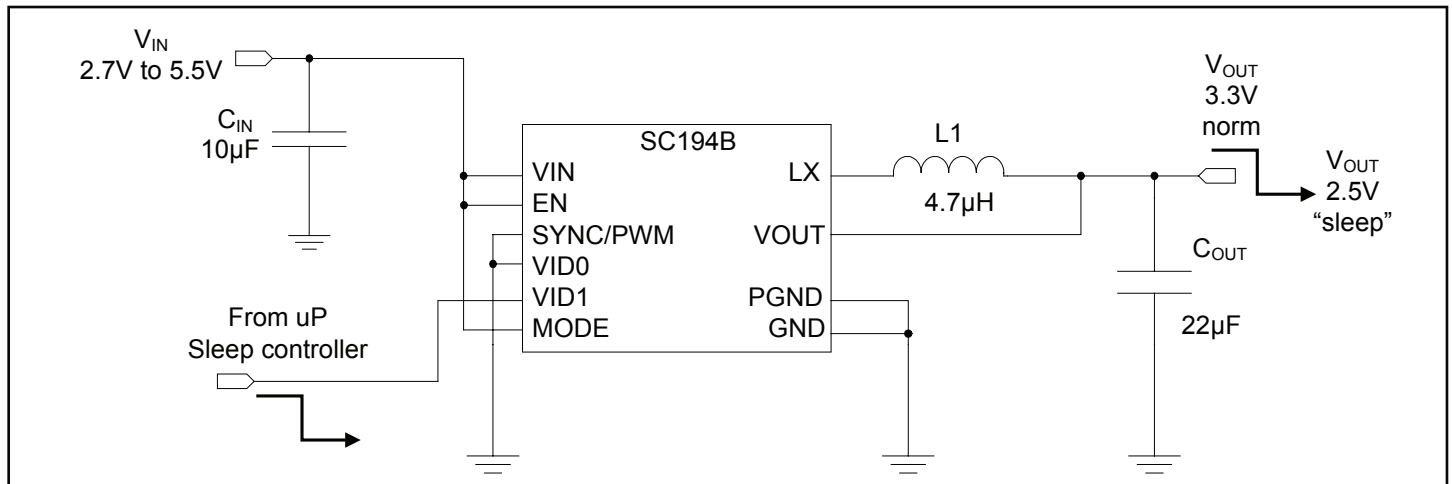 VIN
2.7V to 5.5V
CIN
10µF
SC194B
VIN
EN
SYNC/PWM
VID0
VID1
MODE
LX
VOUT
PGND
GND
L1
4.7µH
VOUT
3.3V
norm
VOUT
2.5V
“sleep”
COUT
22µF
From uP
Sleep controller